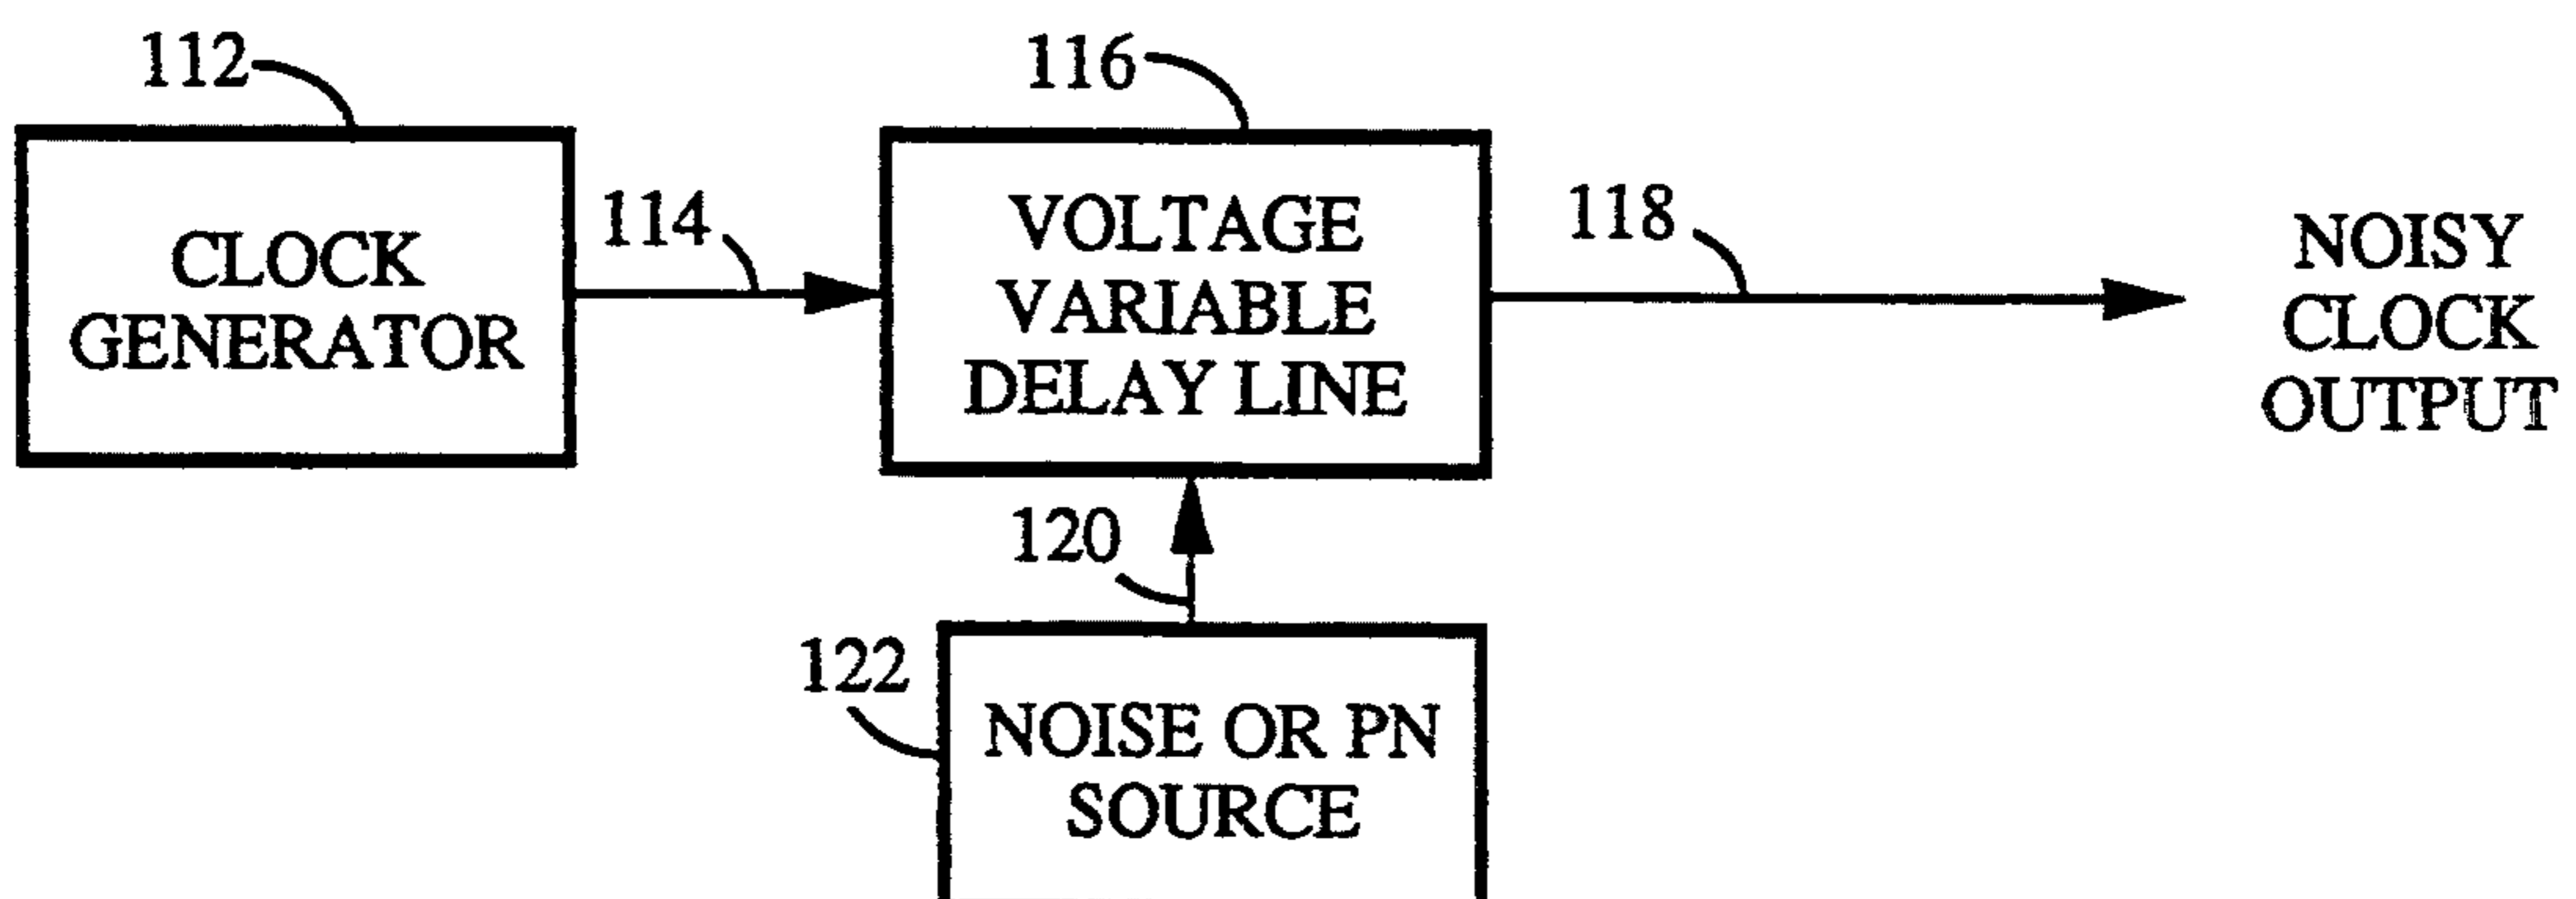 112
116
CLOCK
GENERATOR
114
VOLTAGE
VARIABLE
DELAY LINE
118
NOISY
CLOCK
OUTPUT
120
122
NOISE OR PN
SOURCE